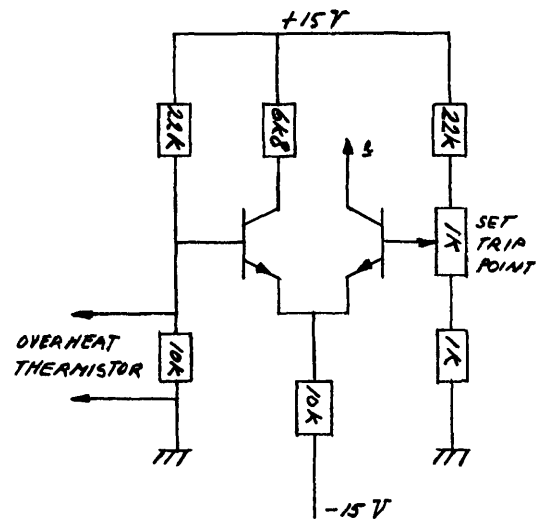 +15V
22K
6k8
22K
1K
SET
TRIP
POINT
OVERHEAT
THERMISTOR
10K
10K
1K
-15V